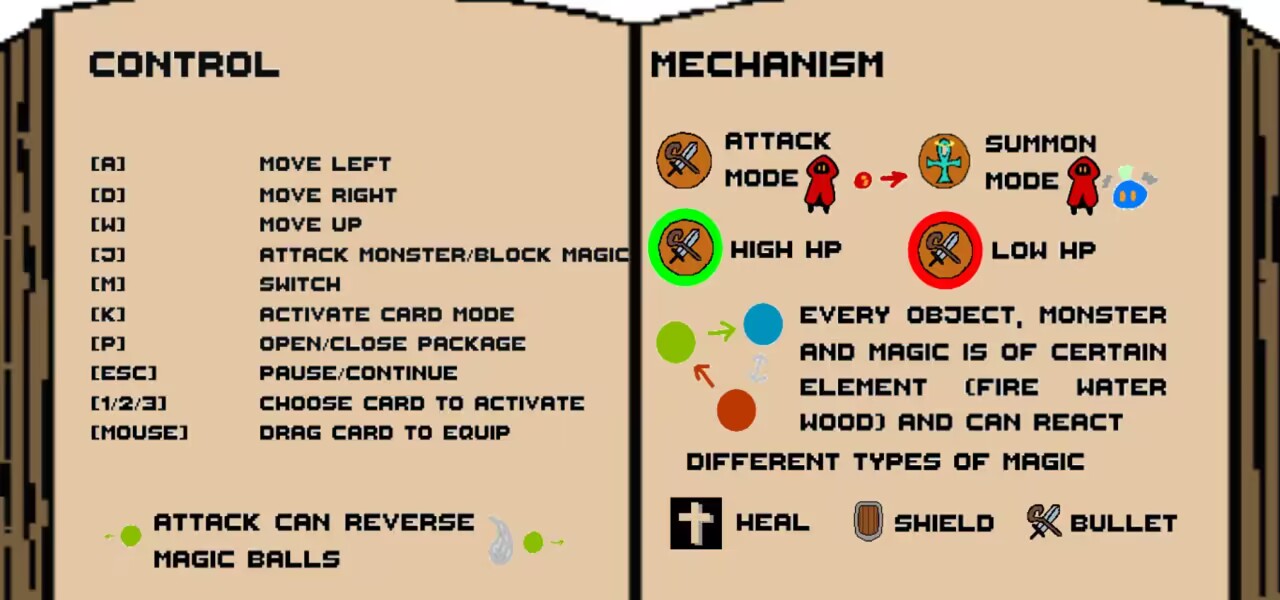 CONTROL
[A] MOVE LEFT
[D] MOVE RIGHT
[W] MOVE UP
[J] ATTACK MONSTER/BLOCK MAGIC
[M] SWITCH
[K] ACTIVATE CARD MODE
[P] OPEN/CLOSE PACKAGE
[ESC] PAUSE/CONTINUE
[1/2/3] CHOOSE CARD TO ACTIVATE
[MOUSE] DRAG CARD TO EQUIP
ATTACK CAN REVERSE
MAGIC BALLS
MECHANISM
ATTACK
MODE
SUMMON
MODE
HIGH HP
LOW HP
EVERY OBJECT, MONSTER
AND MAGIC IS OF CERTAIN
ELEMENT (FIRE WATER
WOOD) AND CAN REACT
DIFFERENT TYPES OF MAGIC
HEAL SHIELD BULLET